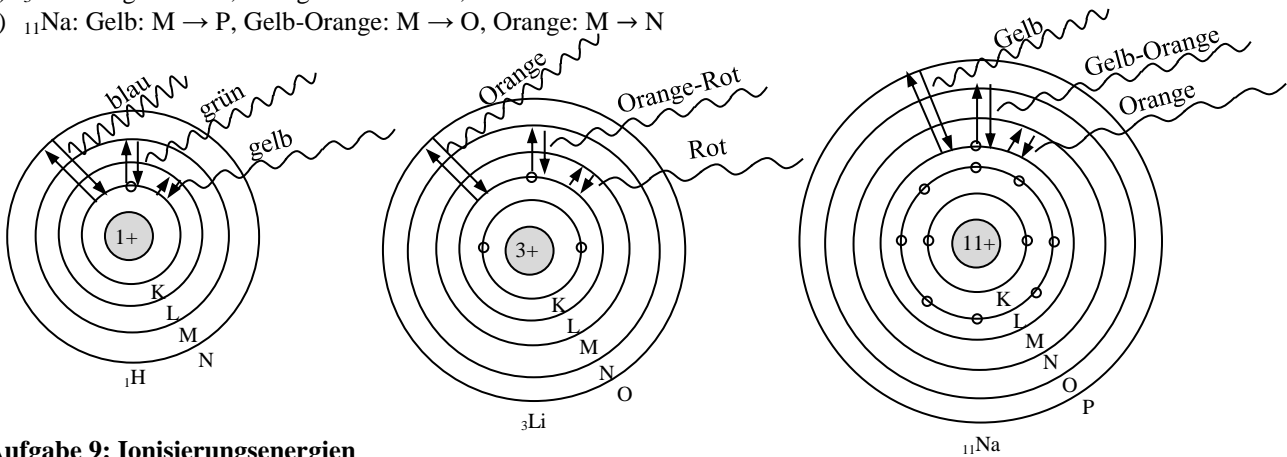 ₁₁Na: Gelb: M → P, Gelb-Orange: M → O, Orange: M → N
blau
grün
gelb
1+
K
L
M
N
₁H
Orange
Orange-Rot
Rot
3+
K
L
M
N
O
₃Li
Gelb
Gelb-Orange
Orange
11+
K
L
M
N
O
P
₁₁Na
Aufgabe 9: Ionisierungsenergien